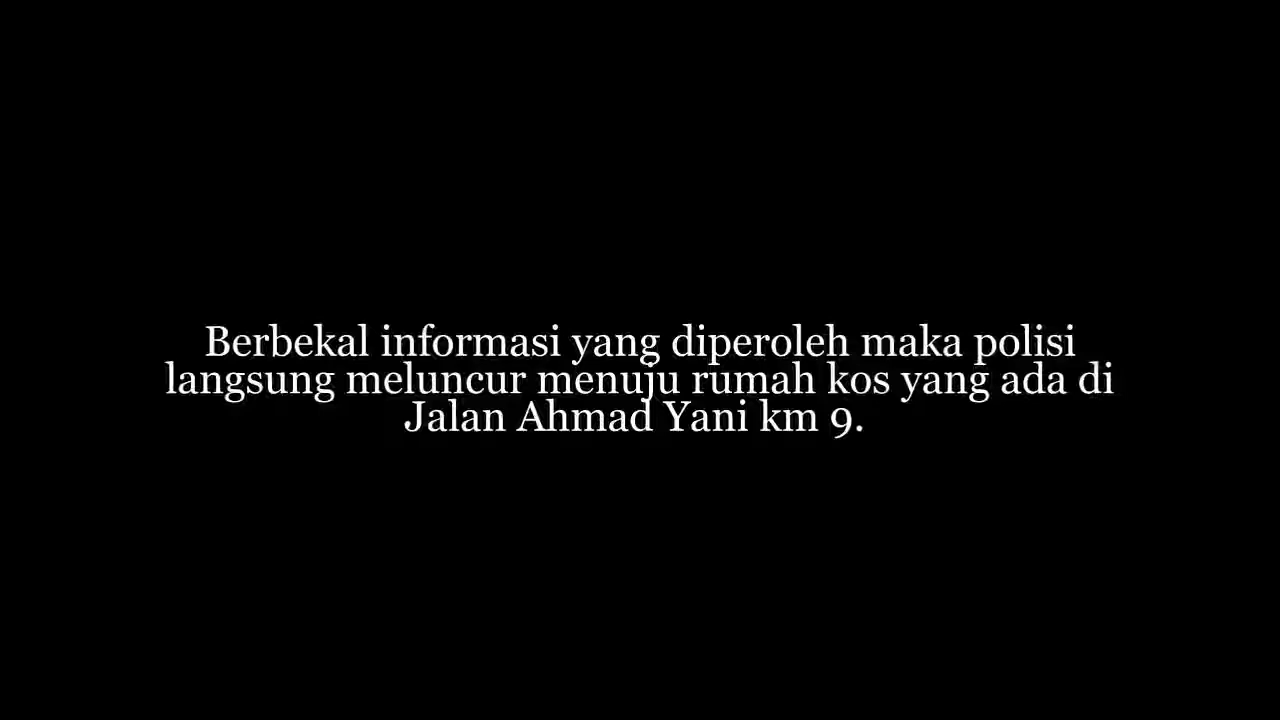 Berbekal informasi yang diperoleh maka polisi
langsung meluncur menuju rumah kos yang ada di
Jalan Ahmad Yani km 9.